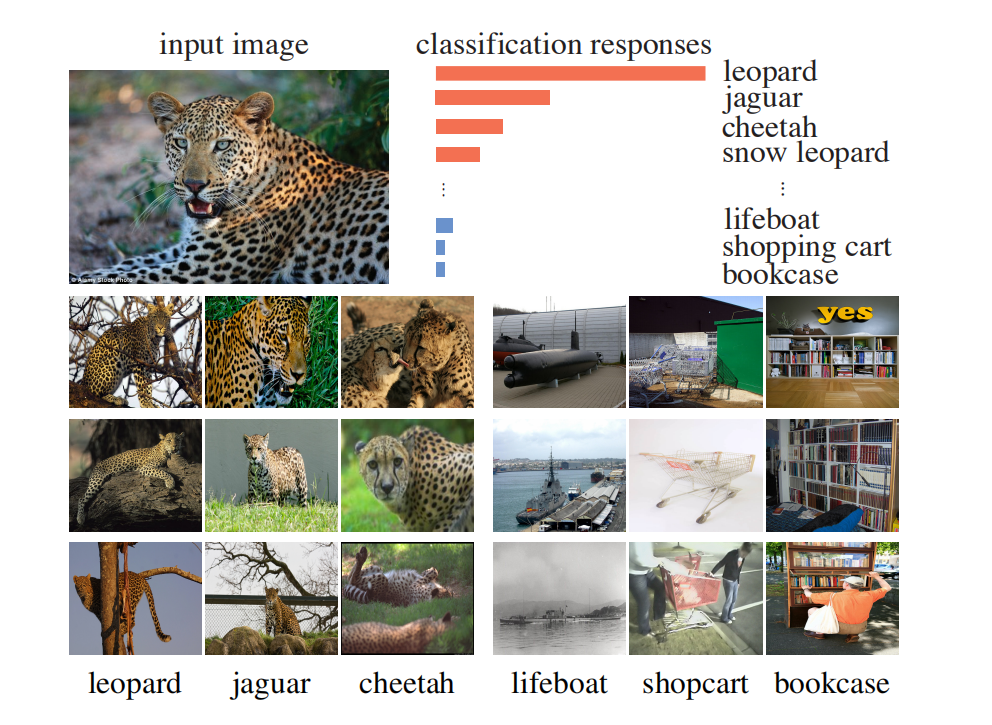 input image
classification responses
leopard
jaguar
cheetah
snow leopard
lifeboat
shopping cart
bookcase
© Alamy Stock Photo
yes
leopard
jaguar
cheetah
lifeboat
shopcart
bookcase